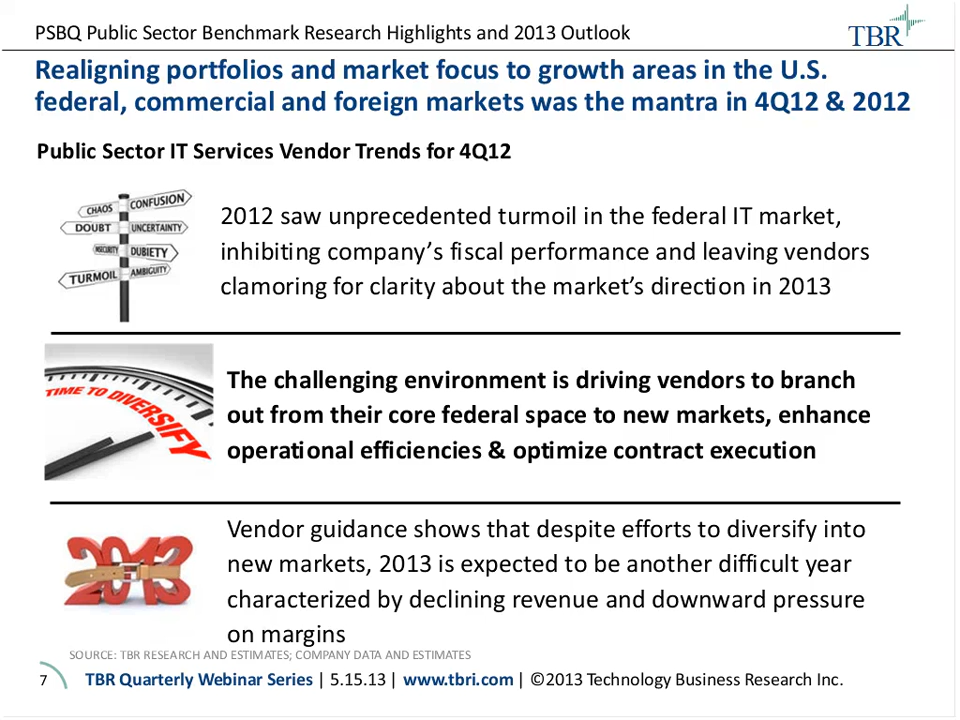 PSBQ Public Sector Benchmark Research Highlights and 2013 Outlook
TBR
Realigning portfolios and market focus to growth areas in the U.S.
federal, commercial and foreign markets was the mantra in 4Q12 & 2012
Public Sector IT Services Vendor Trends for 4Q12
CHAOS
CONFUSION
DOUBT
UNCERTAINTY
INSECURITY
DUBIETY
TURMOIL
AMBIGUITY
2012 saw unprecedented turmoil in the federal IT market,
inhibiting company’s fiscal performance and leaving vendors
clamoring for clarity about the market’s direction in 2013
TIME TO DIVERSIFY
The challenging environment is driving vendors to branch
out from their core federal space to new markets, enhance
operational efficiencies & optimize contract execution
2013
Vendor guidance shows that despite efforts to diversify into
new markets, 2013 is expected to be another difficult year
characterized by declining revenue and downward pressure
on margins
SOURCE: TBR RESEARCH AND ESTIMATES; COMPANY DATA AND ESTIMATES
7 TBR Quarterly Webinar Series | 5.15.13 | www.tbri.com | ©2013 Technology Business Research Inc.